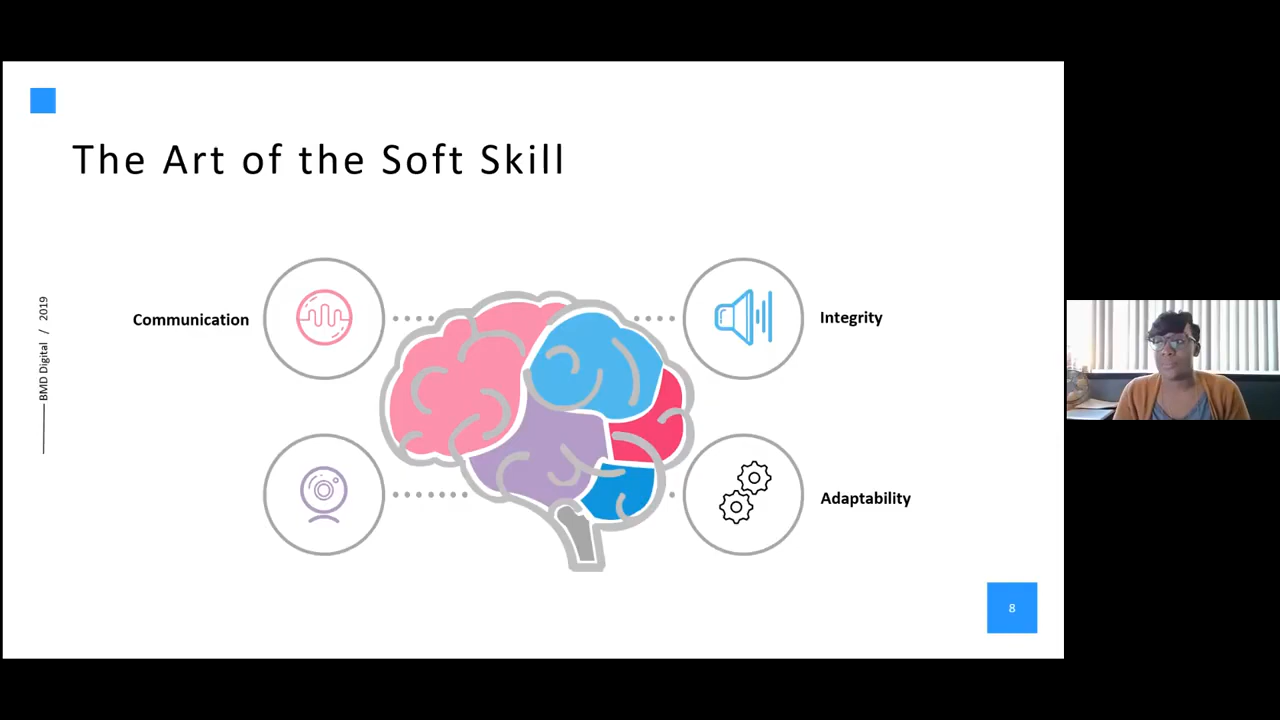 The Art of the Soft Skill
Communication
Integrity
BMD Digital / 2019
Adaptability
8